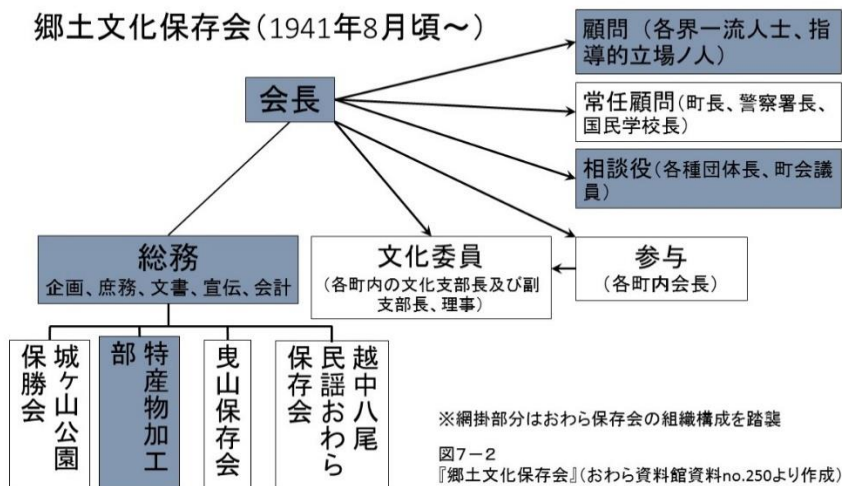 郷土文化保存会(1941年8月頃~)
顧問(各界一流人士、指
導的立場ノ人)
会長
常任顧問(町長、警察署長、
国民学校長)
相談役(各種団体長、町会議
員)
総務
企画、庶務、文書、宣伝、会計
文化委員
(各町内の文化支部長及び副
支部長、理事)
参与
(各町内会長)
城ヶ山公園
保勝会
特産物加工
部
曳山保存会
越中八尾
民謡おわら
保存会
※網掛部分はおわら保存会の組織構成を踏襲
図7-2
『郷土文化保存会』(おわら資料館資料no.250より作成)